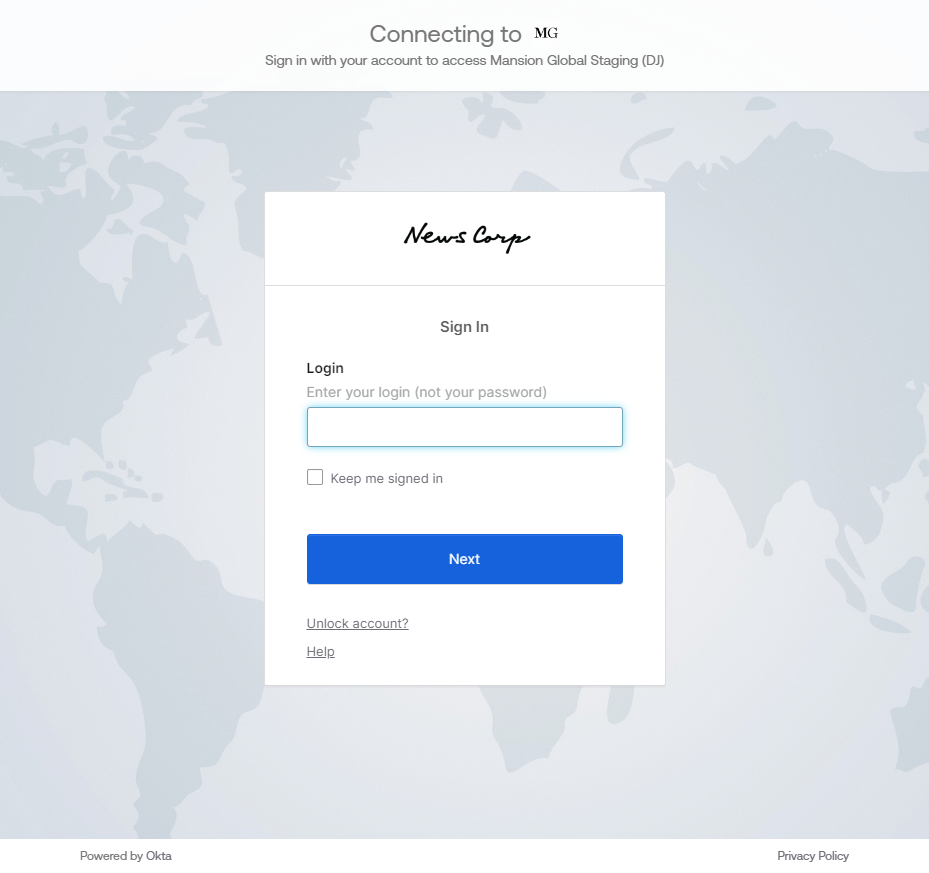 Connecting to MG
Sign in with your account to access Mansion Global Staging (DJ)
News Corp
Sign In
Login
Enter your login (not your password)
Keep me signed in
Next
Unlock account?
Help
Powered by Okta
Privacy Policy